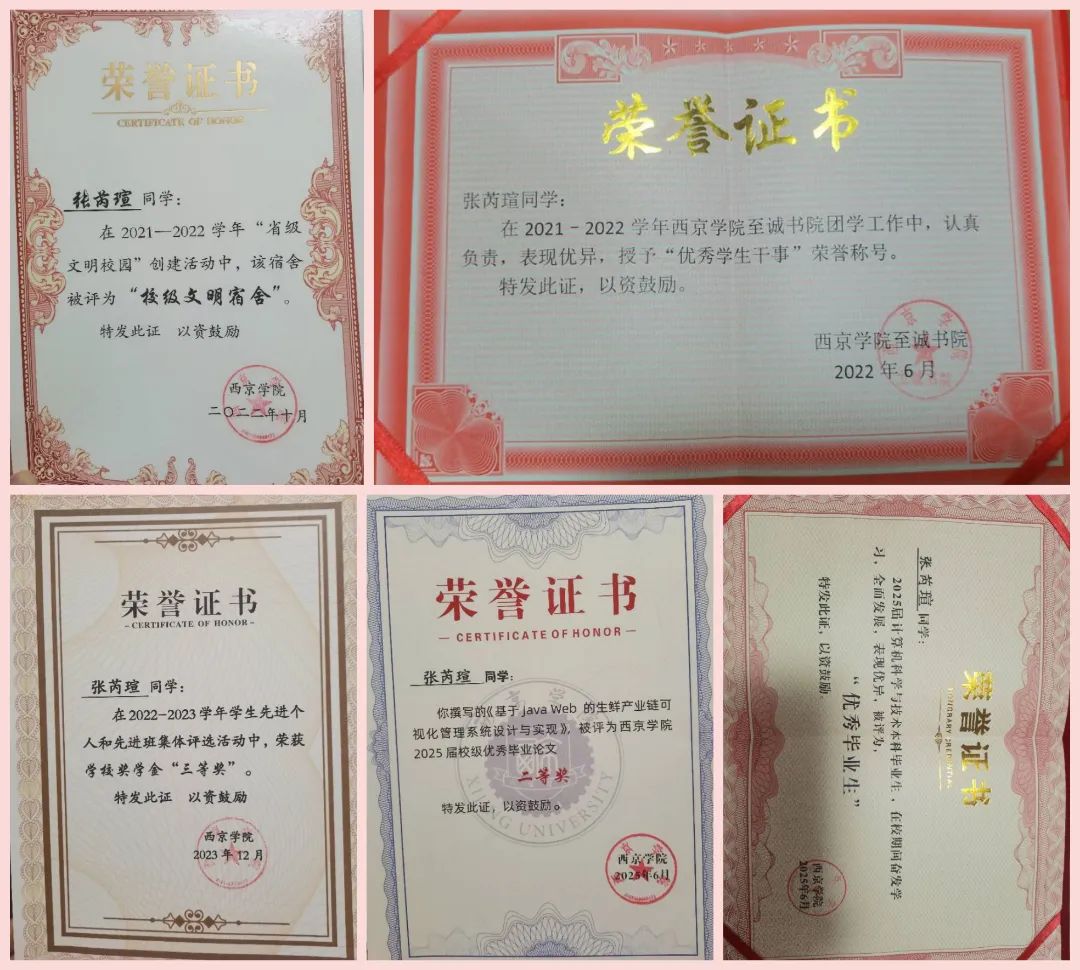 荣誉证书
CERTIFICATE OF HONOR
张芮瑄 同学：
在2021—2022学年“省级
文明校园”创建活动中，该宿舍
被评为“校级文明宿舍”。
特发此证 以资鼓励
西京学院
二〇二二年十月
荣誉证书
张芮瑄同学：
在2021-2022学年西京学院至诚书院团学工作中，认真
负责，表现优异，授予“优秀学生干事”荣誉称号。
特发此证，以资鼓励。
西京学院至诚书院
2022年6月
荣誉证书
-CERTIFICATE OF HONOR-
张芮瑄 同学：
在2022-2023学年学生先进个
人和先进班集体评选活动中，荣获
学校奖学金“三等奖”。
特发此证 以资鼓励
西京学院
2023年12月
荣誉证书
— CERTIFICATE OF HONOR —
张芮瑄 同学：
你撰写的《基于Java Web 的生鲜产业链可
视化管理系统设计与实现》，被评为西京学院
2025届校级优秀毕业论文
二等奖
特发此证，以资鼓励。
XIJING UNIVERSITY
西京学院
2025年6月
荣誉证书
HONORARY CREDENTIAL
张芮瑄同学：
2025届计算机科学与技术本科毕业生，在校期间奋发学
习，全面发展，表现优异，被评为，
“优秀毕业生”
特发此证，以资鼓励
西京学院
2025年6月